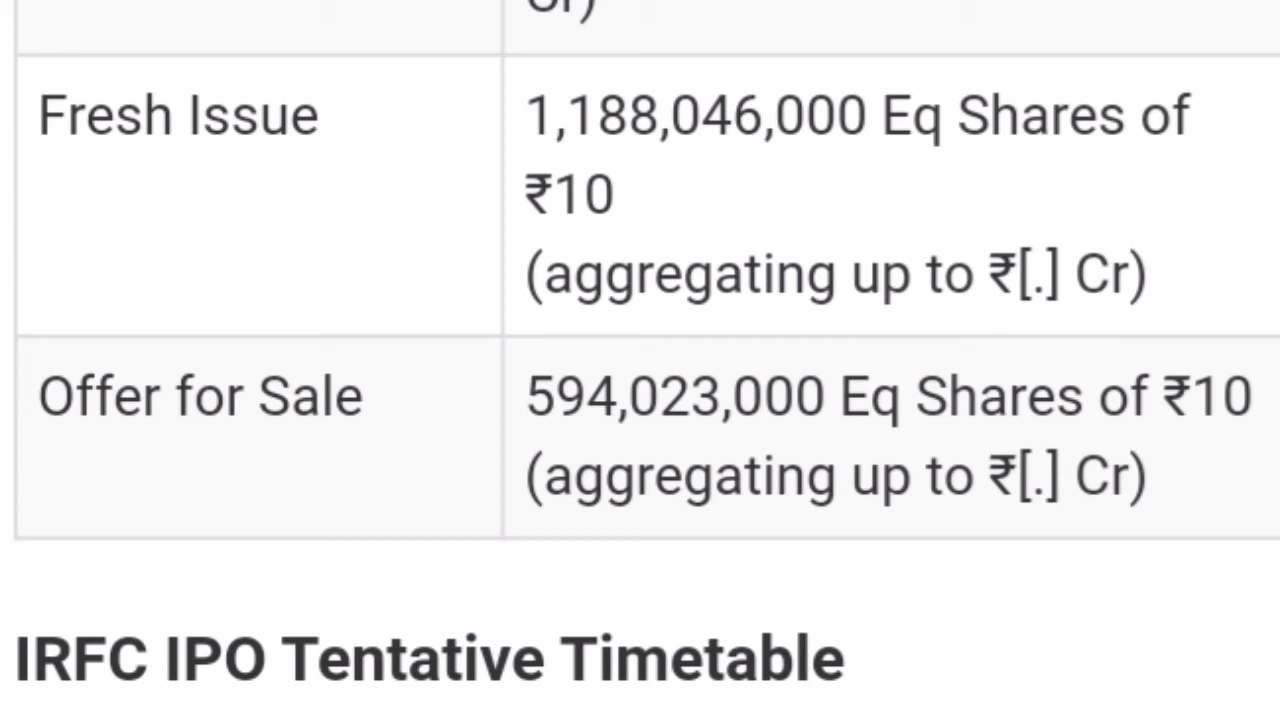 Cr)
Fresh Issue
1,188,046,000 Eq Shares of
₹10
(aggregating up to ₹[.] Cr)
Offer for Sale
594,023,000 Eq Shares of ₹10
(aggregating up to ₹[.] Cr)
IRFC IPO Tentative Timetable